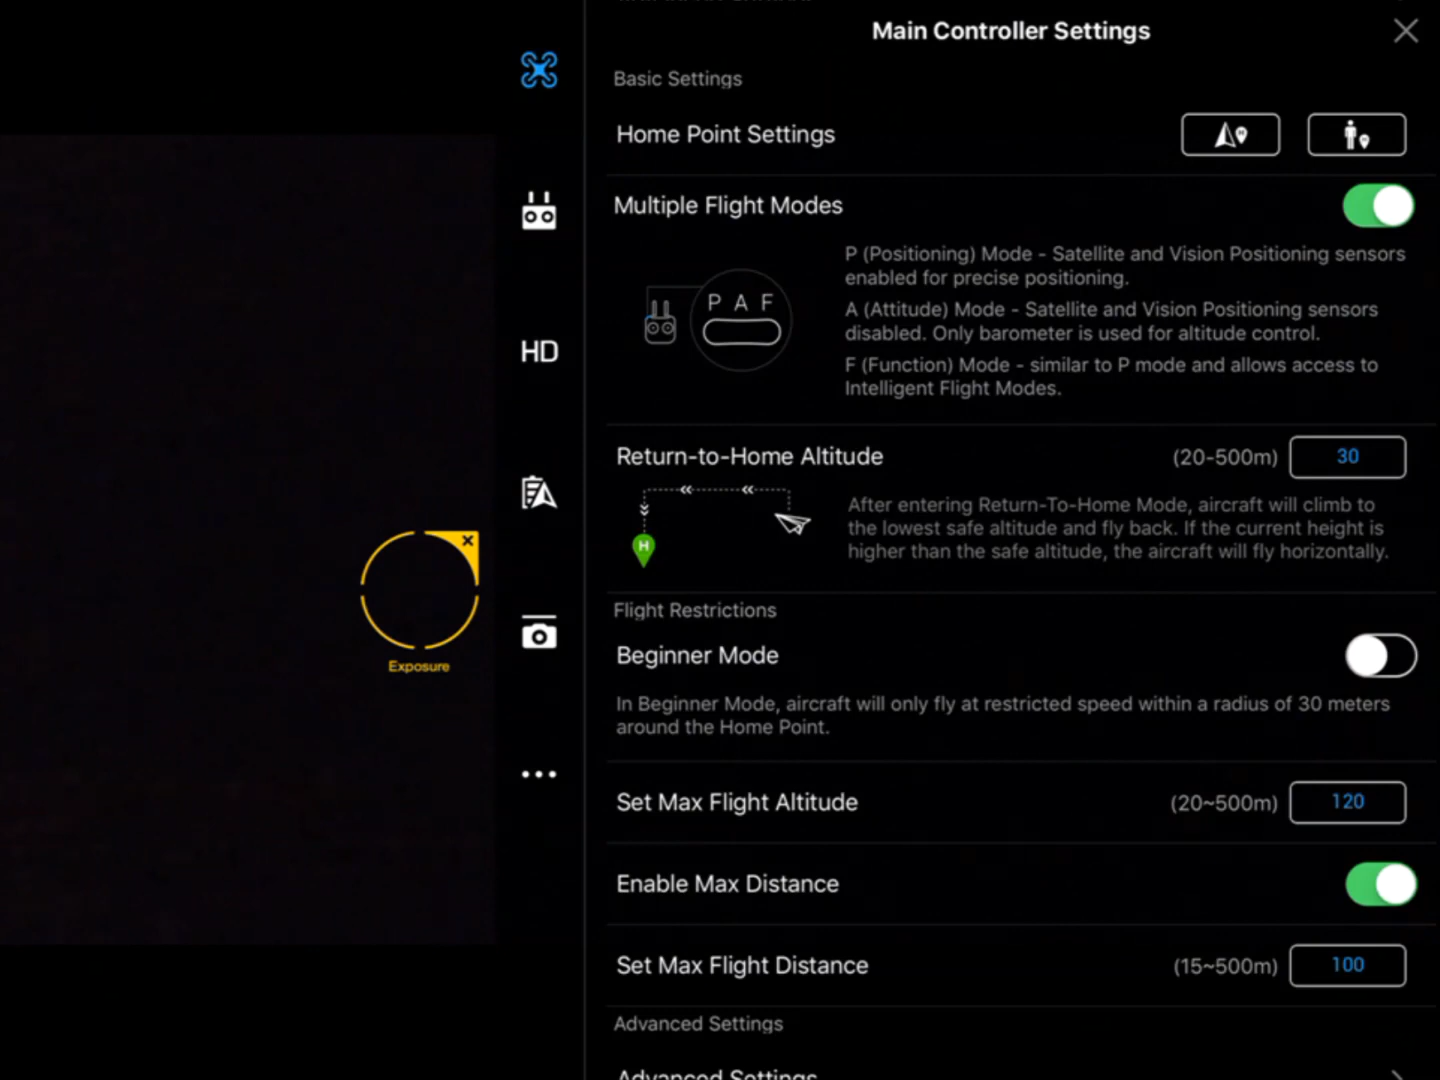 Main Controller Settings
Basic Settings
Home Point Settings
H
H
Multiple Flight Modes
P (Positioning) Mode - Satellite and Vision Positioning sensors
enabled for precise positioning.
P A F
A (Attitude) Mode - Satellite and Vision Positioning sensors
disabled. Only barometer is used for altitude control.
F (Function) Mode - similar to P mode and allows access to
Intelligent Flight Modes.
HD
Return-to-Home Altitude (20-500m) 30
After entering Return-To-Home Mode, aircraft will climb to
the lowest safe altitude and fly back. If the current height is
higher than the safe altitude, the aircraft will fly horizontally.
H
Exposure
Flight Restrictions
Beginner Mode
In Beginner Mode, aircraft will only fly at restricted speed within a radius of 30 meters
around the Home Point.
Set Max Flight Altitude (20~500m) 120
Enable Max Distance
Set Max Flight Distance (15~500m) 100
Advanced Settings
Advanced Settings